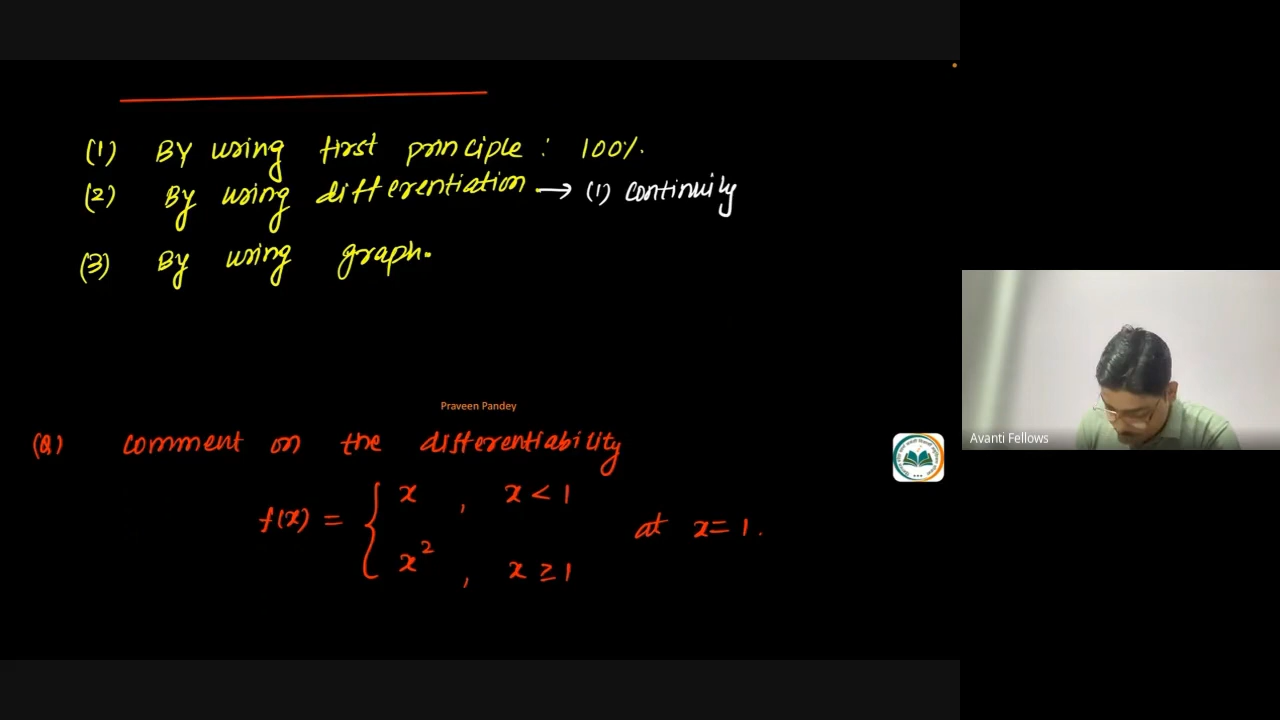 (1) By using first principle : 100%.
(2) By using differentiation. → (1) continuity
(3) By using graph.
Praveen Pandey
(Q) comment on the differentiability
f(x) = { x , x < 1
x² , x ≥ 1
at x = 1.
Avanti Fellows